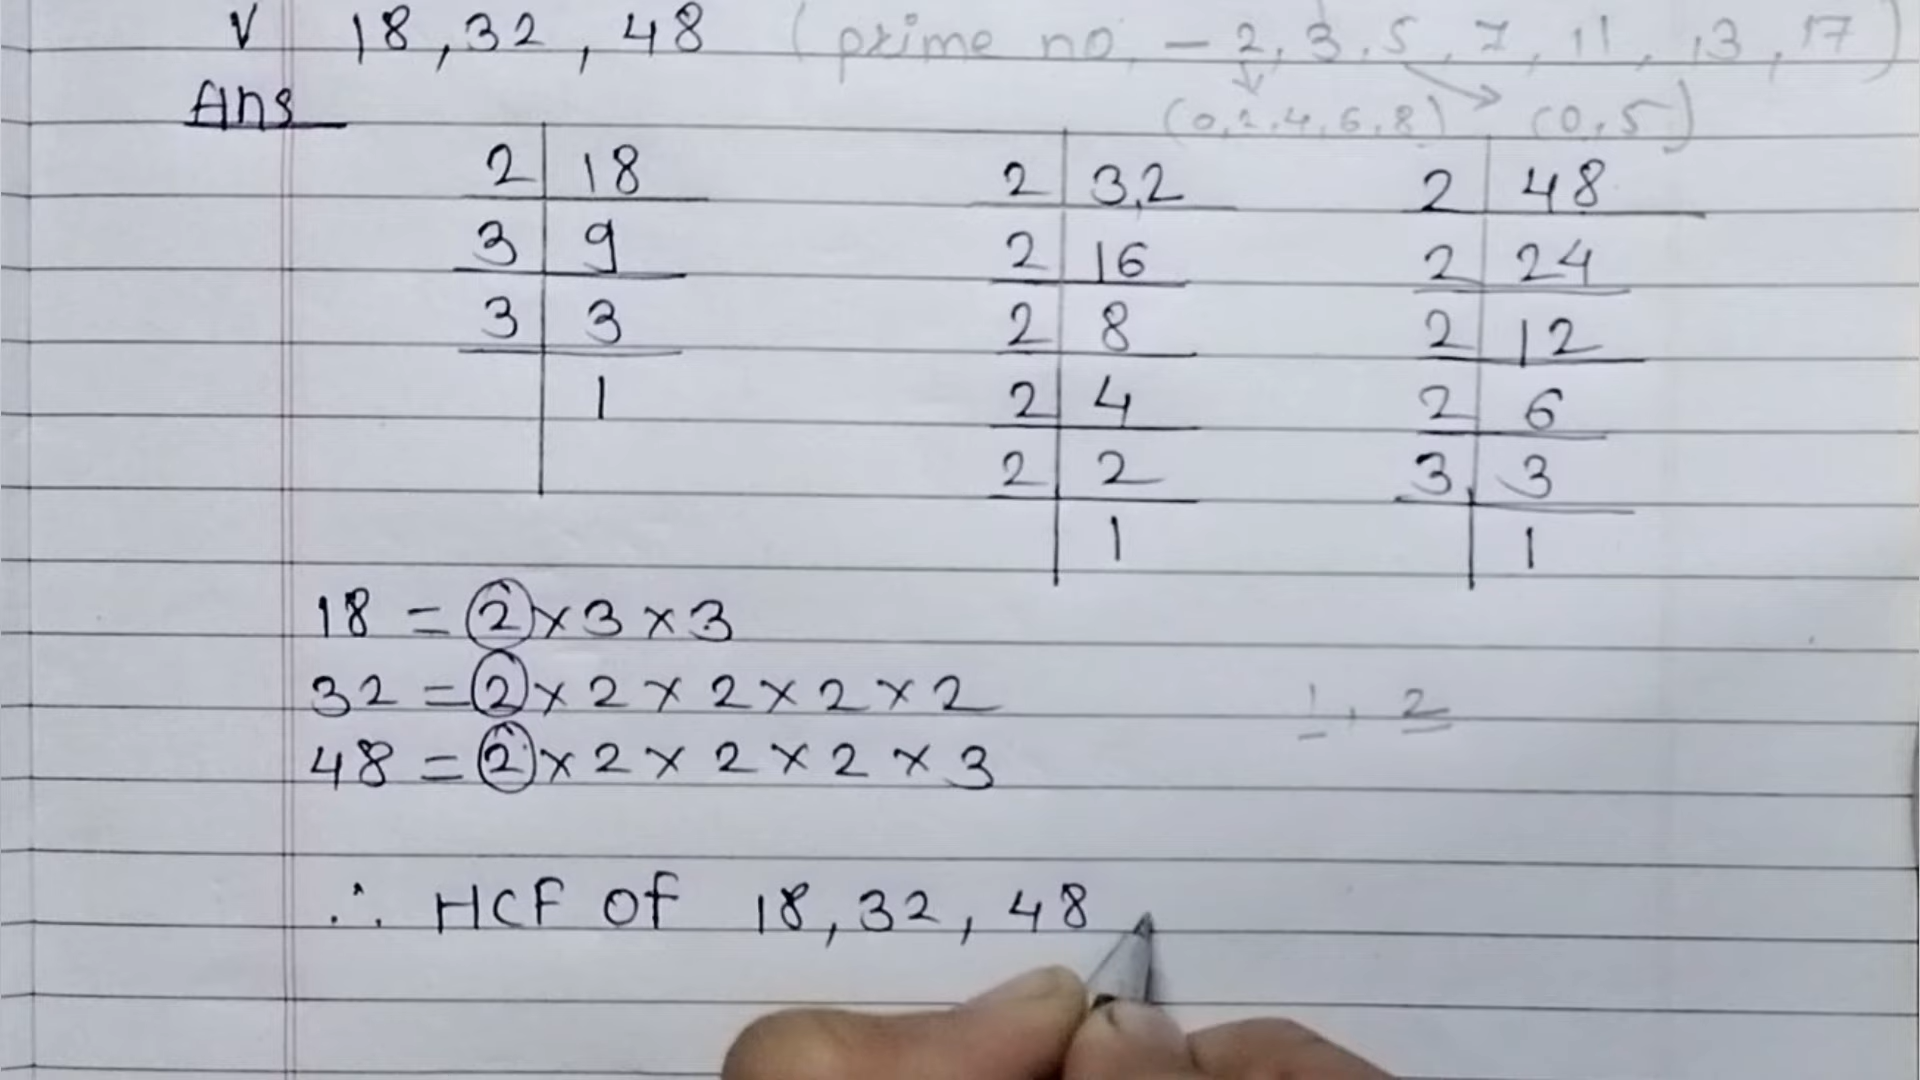 V 18, 32, 48 (prime no, - 2, 3, 5, 7, 11, 13, 17)
(0, 2, 4, 6, 8) (0, 5)
Ans
2 | 18 2 | 32 2 | 48
3 | 9 2 | 16 2 | 24
3 | 3 2 | 8 2 | 12
1 2 | 4 2 | 6
2 | 2 3 | 3
1 1
18 = 2 × 3 × 3
32 = 2 × 2 × 2 × 2 × 2
1, 2
48 = 2 × 2 × 2 × 2 × 3
∴ HCF of 18, 32, 48